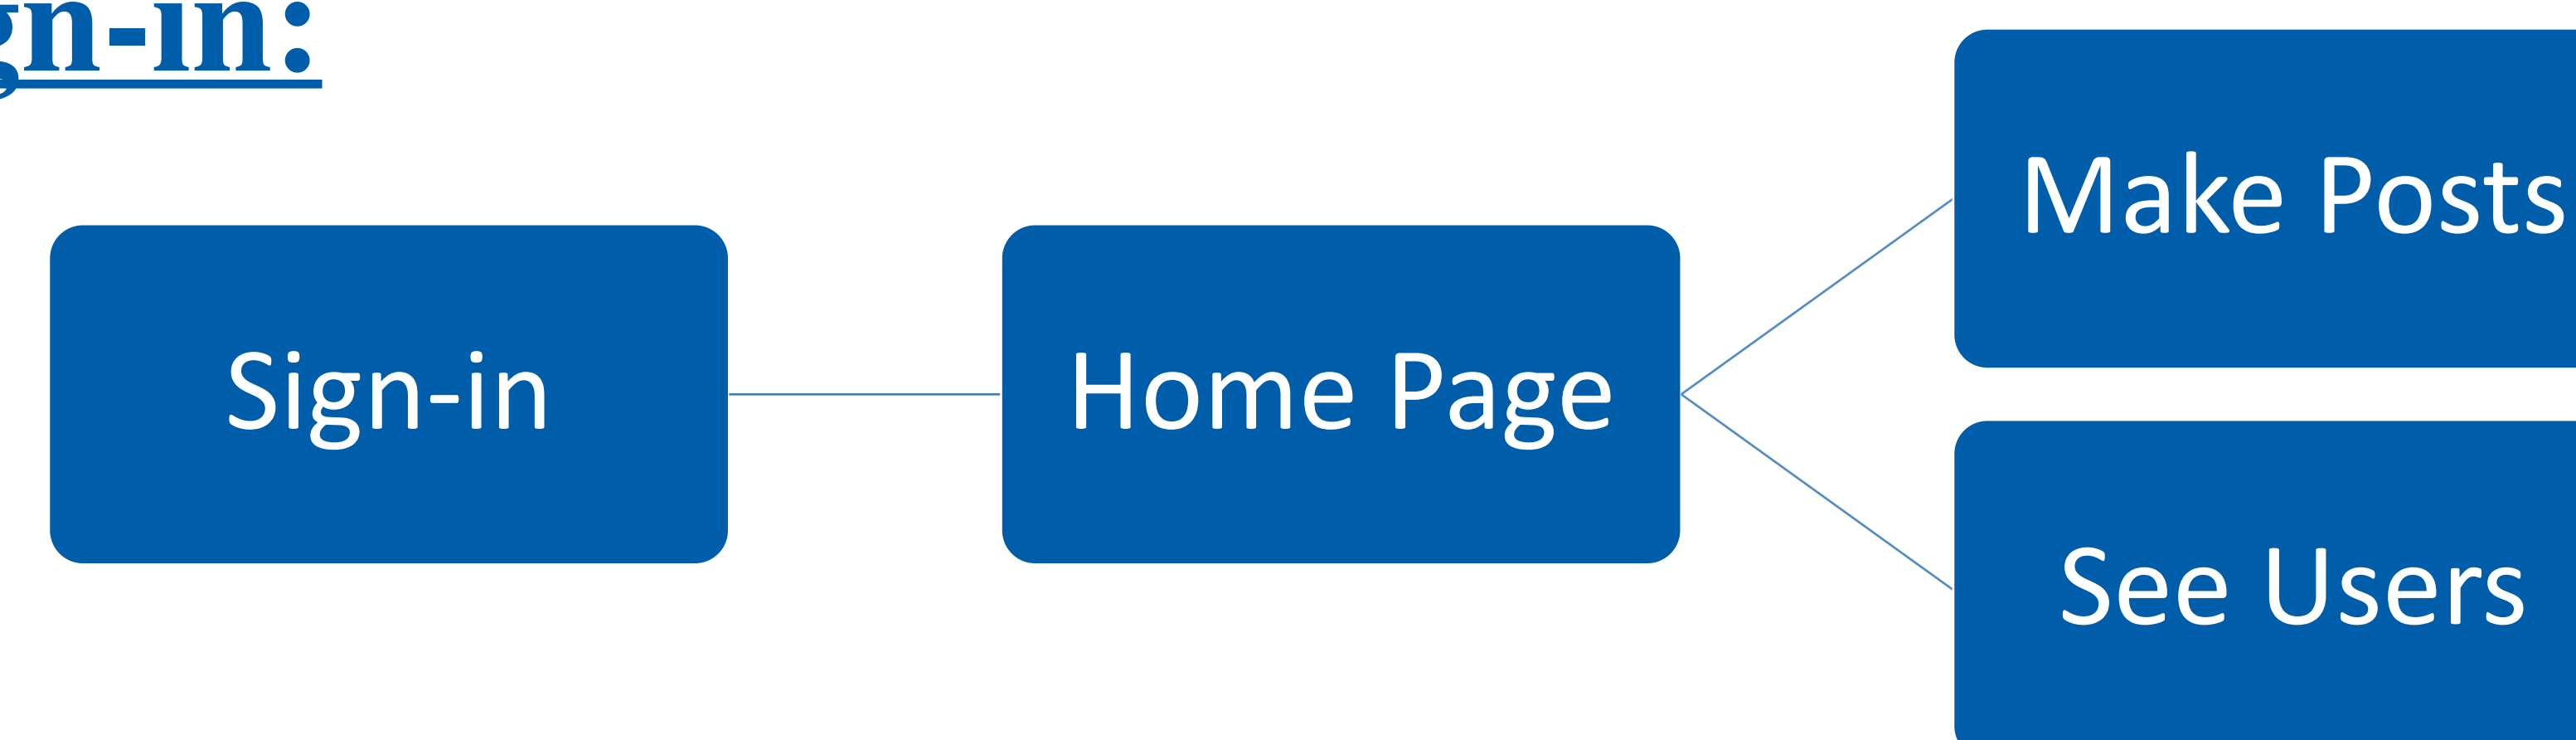 gn-in:
Sign-in
Home Page
Make Posts
See Users